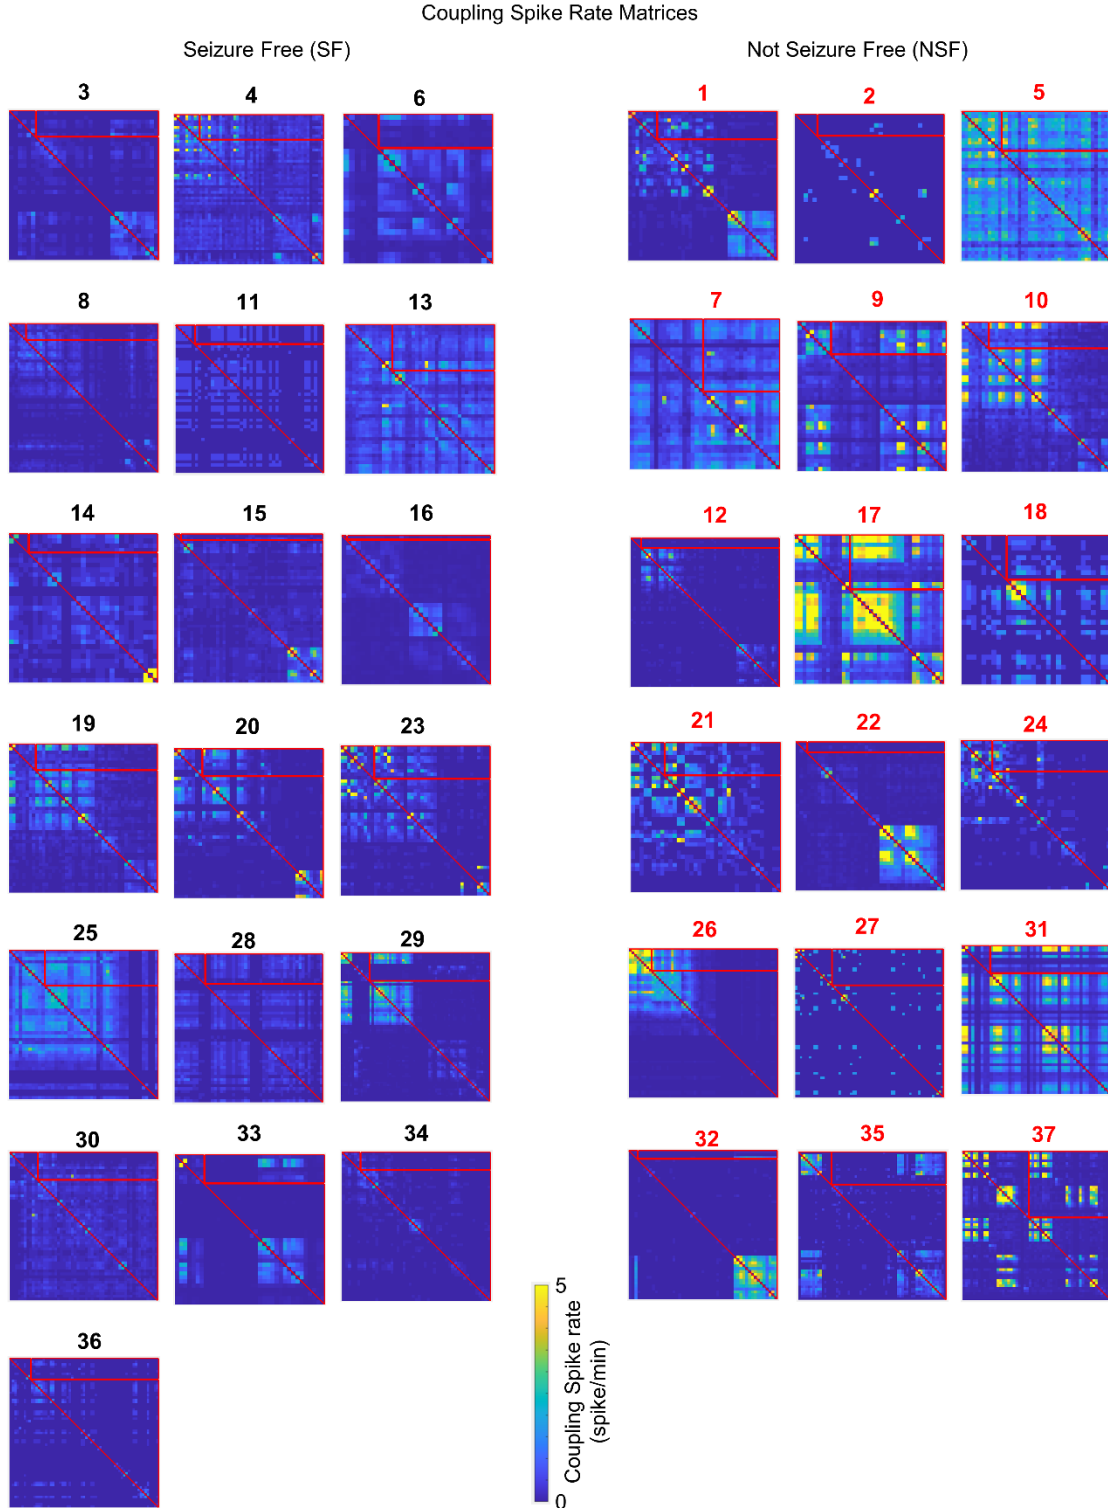 Coupling Spike Rate Matrices
Seizure Free (SF)
Not Seizure Free (NSF)
3 4 6
1 2 5
8 11 13
7 9 10
14 15 16
12 17 18
19 20 23
21 22 24
25 28 29
26 27 31
30 33 34
32 35 37
36
5
Coupling Spike rate
(spike/min)
0